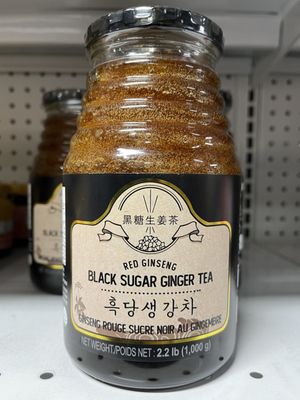 黑糖生姜茶
RED GINSENG
BLACK SUGAR GINGER TEA
흑당생강차
GINSENG ROUGE SUCRE NOIR AU GINGEMBRE
NET WEIGHT/POIDS NET : 2.2 lb (1,000 g)
BLACK